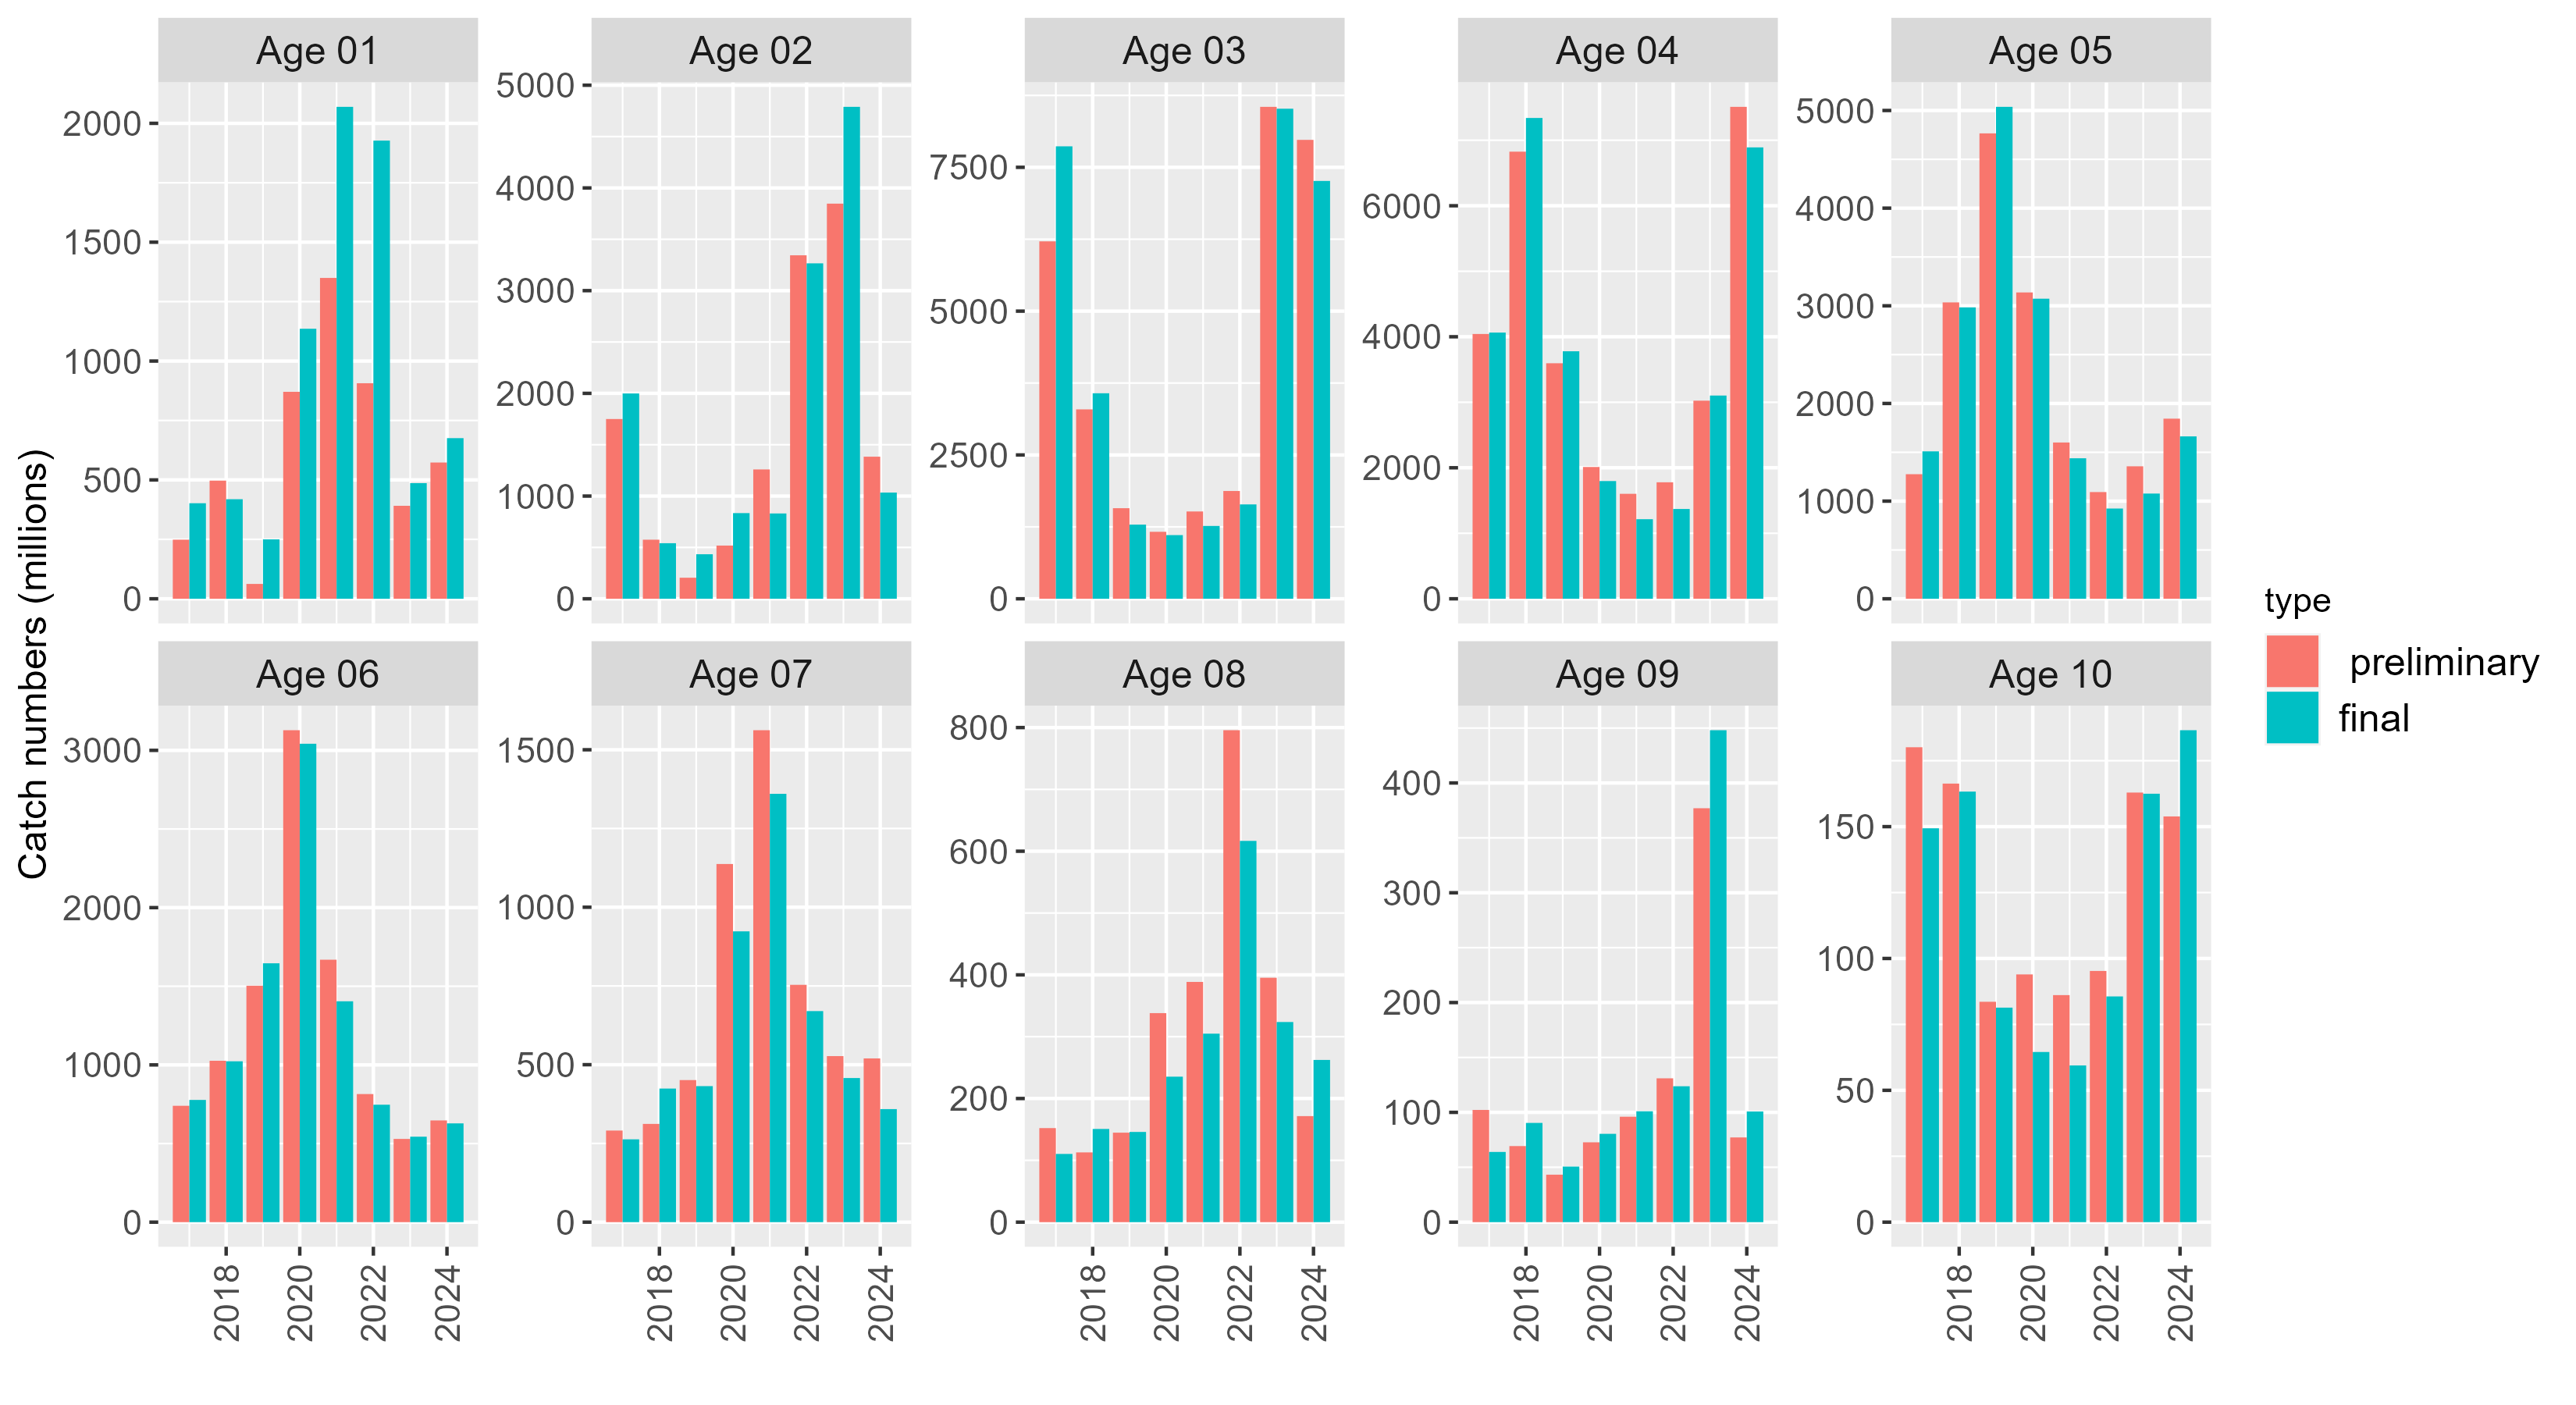 Age 01
Age 02
Age 03
Age 04
Age 05
2000
1500
1000
500
0
5000
4000
3000
2000
1000
0
7500
5000
2500
0
6000
4000
2000
0
5000
4000
3000
2000
1000
0
Catch numbers (millions)
Age 06
Age 07
Age 08
Age 09
Age 10
3000
2000
1000
0
1500
1000
500
0
800
600
400
200
0
400
300
200
100
0
150
100
50
0
2018 2020 2022 2024
2018 2020 2022 2024
2018 2020 2022 2024
2018 2020 2022 2024
2018 2020 2022 2024
type
preliminary
final